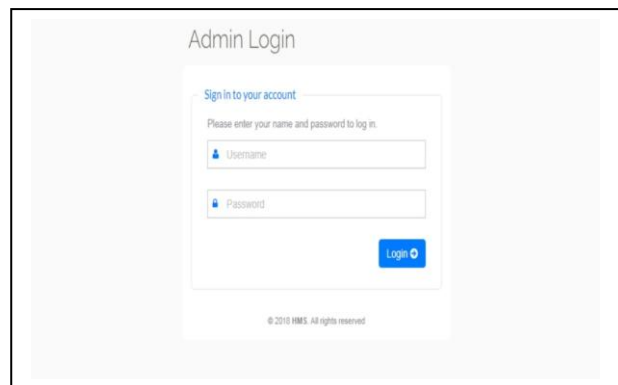 Admin Login
Sign in to your account
Please enter your name and password to log in.
Username
Password
Login
© 2018 HMS. All rights reserved